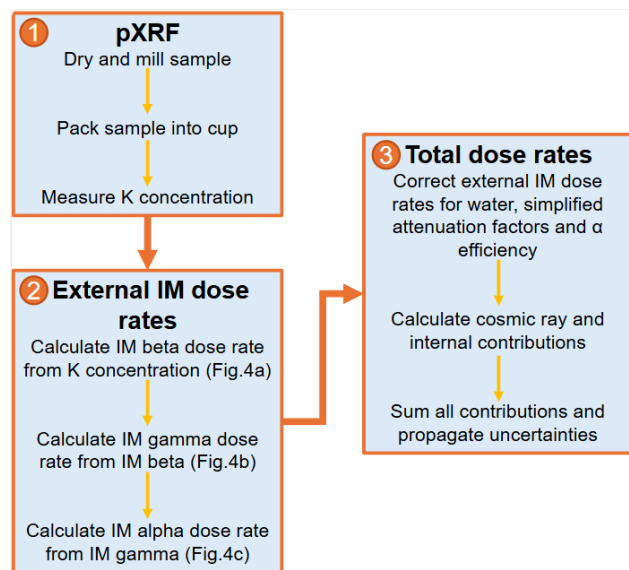 1 pXRF
Dry and mill sample
Pack sample into cup
Measure K concentration
2 External IM dose
rates
Calculate IM beta dose rate
from K concentration (Fig.4a)
Calculate IM gamma dose
rate from IM beta (Fig.4b)
Calculate IM alpha dose rate
from IM gamma (Fig.4c)
3 Total dose rates
Correct external IM dose
rates for water, simplified
attenuation factors and α
efficiency
Calculate cosmic ray and
internal contributions
Sum all contributions and
propagate uncertainties